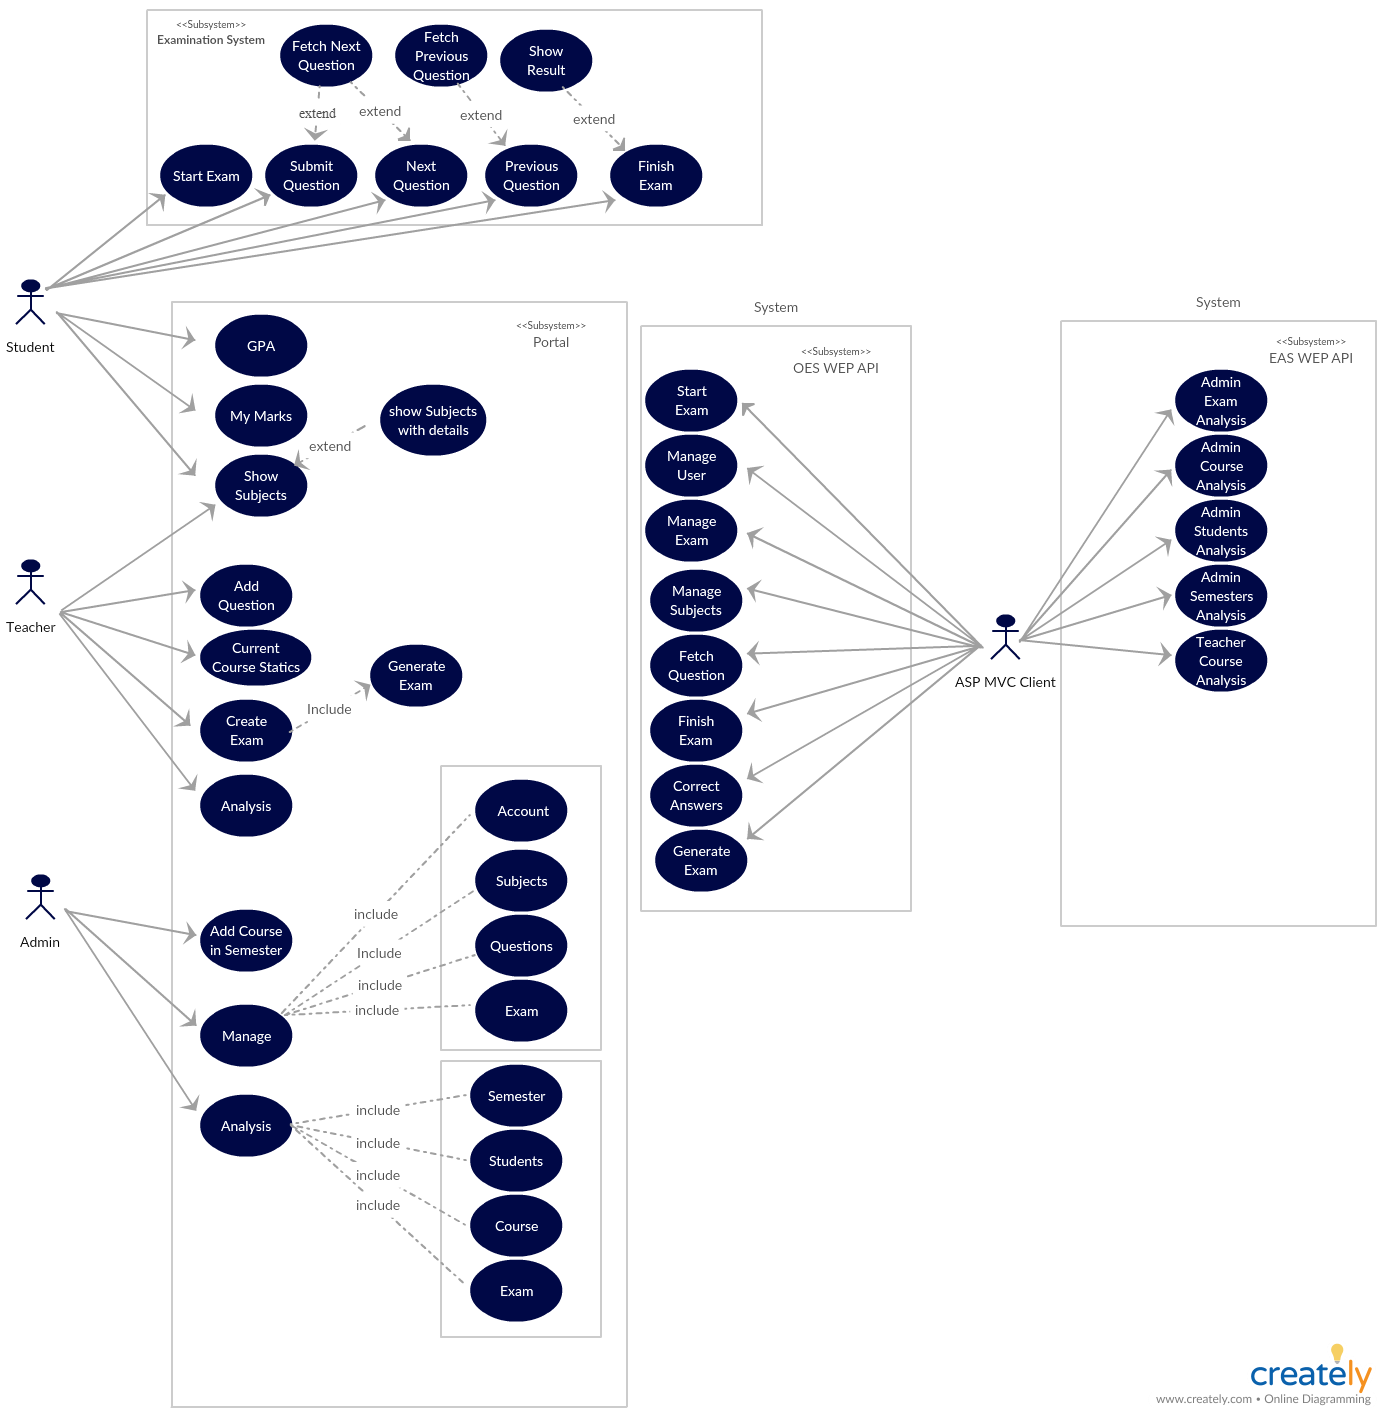 <<Subsystem>>
Examination System
Fetch Next
Question
Fetch
Previous
Question
Show
Result
extend
extend
extend
extend
Start Exam
Submit
Question
Next
Question
Previous
Question
Finish
Exam
Student
<<Subsystem>>
Portal
GPA
My Marks
show Subjects
with details
extend
Show
Subjects
Teacher
Add
Question
Current
Course Statics
Generate
Exam
Include
Create
Exam
Analysis
Admin
Add Course
in Semester
Manage
Analysis
include
Include
include
include
Account
Subjects
Questions
Exam
include
include
include
include
Semester
Students
Course
Exam
System
<<Subsystem>>
OES WEP API
Start
Exam
Manage
User
Manage
Exam
Manage
Subjects
Fetch
Question
Finish
Exam
Correct
Answers
Generate
Exam
ASP MVC Client
System
<<Subsystem>>
EAS WEP API
Admin
Exam
Analysis
Admin
Course
Analysis
Admin
Students
Analysis
Admin
Semesters
Analysis
Teacher
Course
Analysis
creately
www.creately.com • Online Diagramming